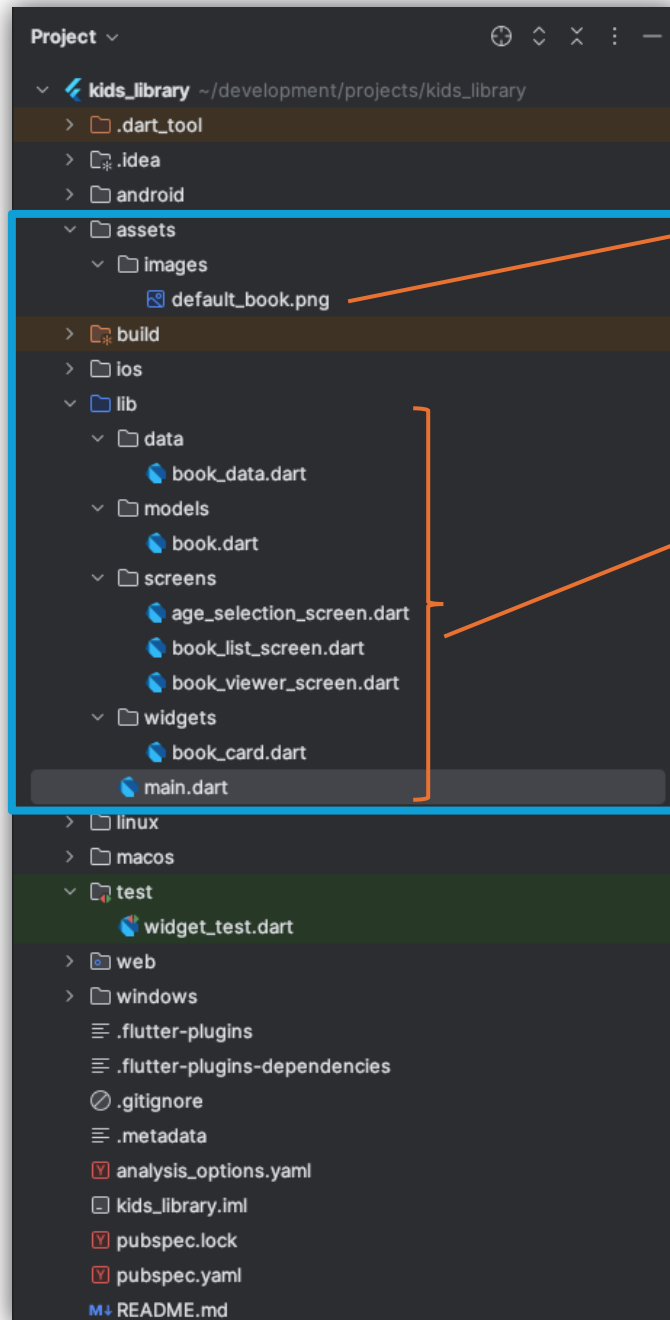 Project
kids_library ~/development/projects/kids_library
.dart_tool
.idea
android
assets
images
default_book.png
build
ios
lib
data
book_data.dart
models
book.dart
screens
age_selection_screen.dart
book_list_screen.dart
book_viewer_screen.dart
widgets
book_card.dart
main.dart
linux
macos
test
widget_test.dart
web
windows
.flutter-plugins
.flutter-plugins-dependencies
.gitignore
.metadata
Y analysis_options.yaml
kids_library.iml
Y pubspec.lock
Y pubspec.yaml
M↓ README.md